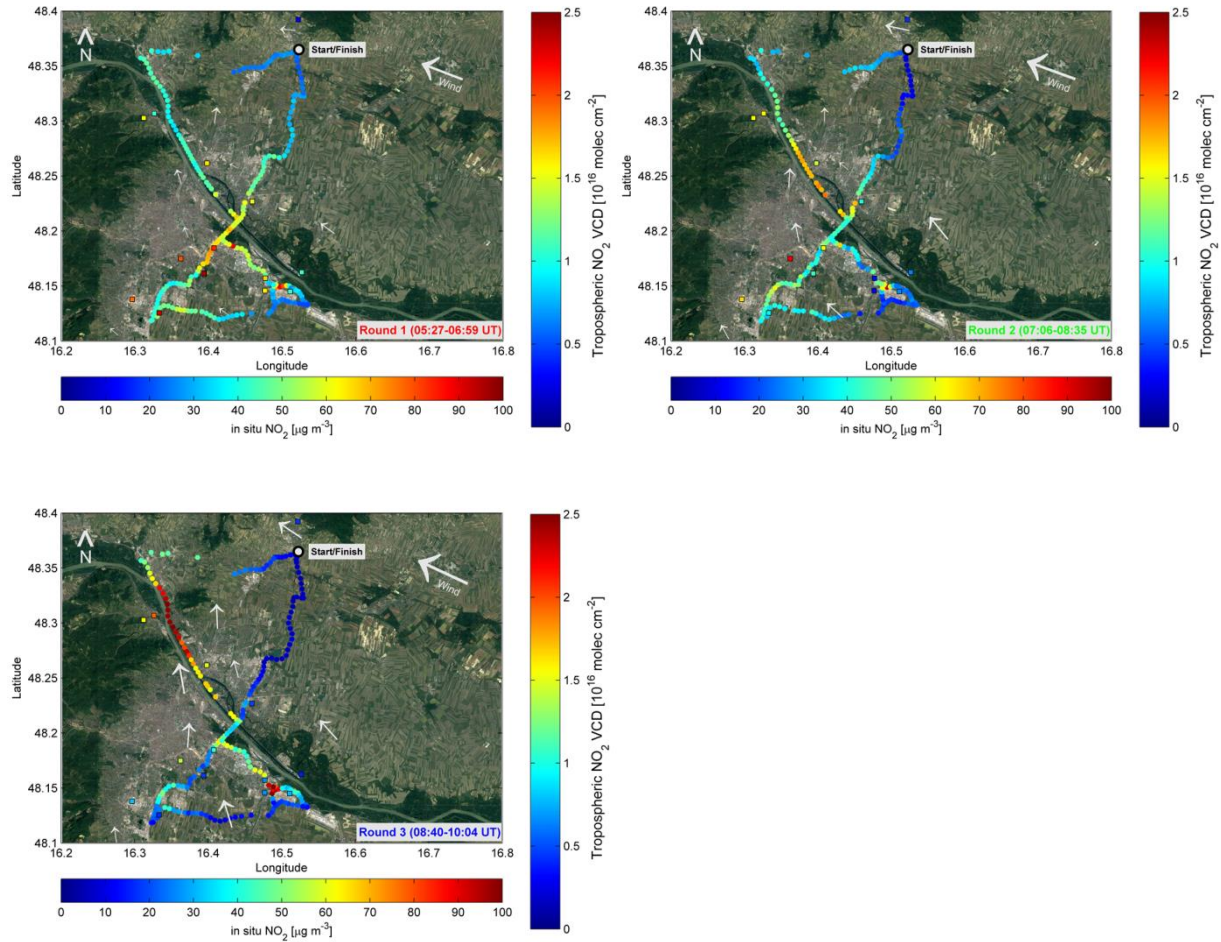 48.4
48.35
48.3
48.25
48.2
48.15
48.1
Latitude
N
Start/Finish
Wind
Round 1 (05:27-06:59 UT)
16.2 16.3 16.4 16.5 16.6 16.7 16.8
Longitude
0 10 20 30 40 50 60 70 80 90 100
in situ NO2 [µg m-3]
2.5
2
1.5
1
0.5
0
Tropospheric NO2 VCD [10^16 molec cm-2]
48.4
48.35
48.3
48.25
48.2
48.15
48.1
Latitude
N
Start/Finish
Wind
Round 2 (07:06-08:35 UT)
16.2 16.3 16.4 16.5 16.6 16.7 16.8
Longitude
0 10 20 30 40 50 60 70 80 90 100
in situ NO2 [µg m-3]
2.5
2
1.5
1
0.5
0
Tropospheric NO2 VCD [10^16 molec cm-2]
48.4
48.35
48.3
48.25
48.2
48.15
48.1
Latitude
N
Start/Finish
Wind
Round 3 (08:40-10:04 UT)
16.2 16.3 16.4 16.5 16.6 16.7 16.8
Longitude
0 10 20 30 40 50 60 70 80 90 100
in situ NO2 [µg m-3]
2.5
2
1.5
1
0.5
0
Tropospheric NO2 VCD [10^16 molec cm-2]